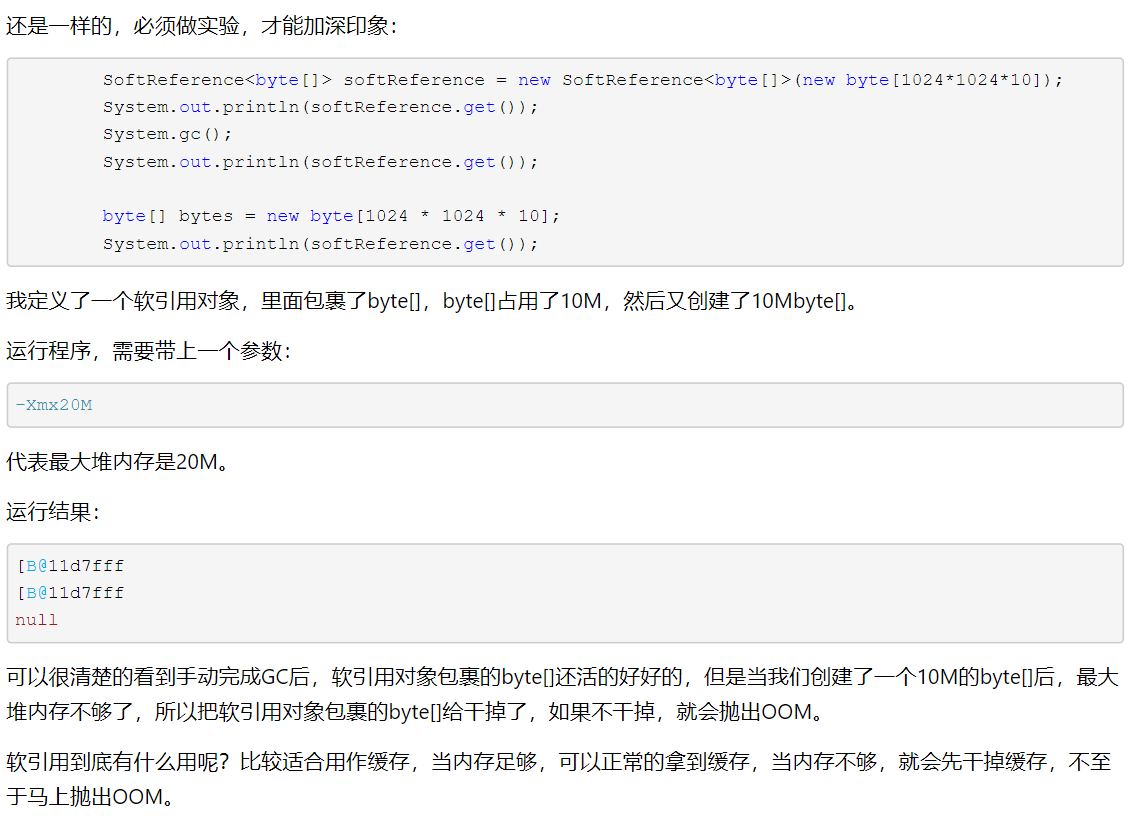 还是一样的，必须做实验，才能加深印象：
SoftReference<byte[]> softReference = new SoftReference<byte[]>(new byte[1024*1024*10]);
System.out.println(softReference.get());
System.gc();
System.out.println(softReference.get());
byte[] bytes = new byte[1024 * 1024 * 10];
System.out.println(softReference.get());
我定义了一个软引用对象，里面包裹了byte[]，byte[]占用了10M，然后又创建了10Mbyte[]。
运行程序，需要带上一个参数：
-Xmx20M
代表最大堆内存是20M。
运行结果：
[B@11d7fff
[B@11d7fff
null
可以很清楚的看到手动完成GC后，软引用对象包裹的byte[]还活的好好的，但是当我们创建了一个10M的byte[]后，最大
堆内存不够了，所以把软引用对象包裹的byte[]给干掉了，如果不干掉，就会抛出OOM。
软引用到底有什么用呢？比较适合用作缓存，当内存足够，可以正常的拿到缓存，当内存不够，就会先干掉缓存，不至
于马上抛出OOM。